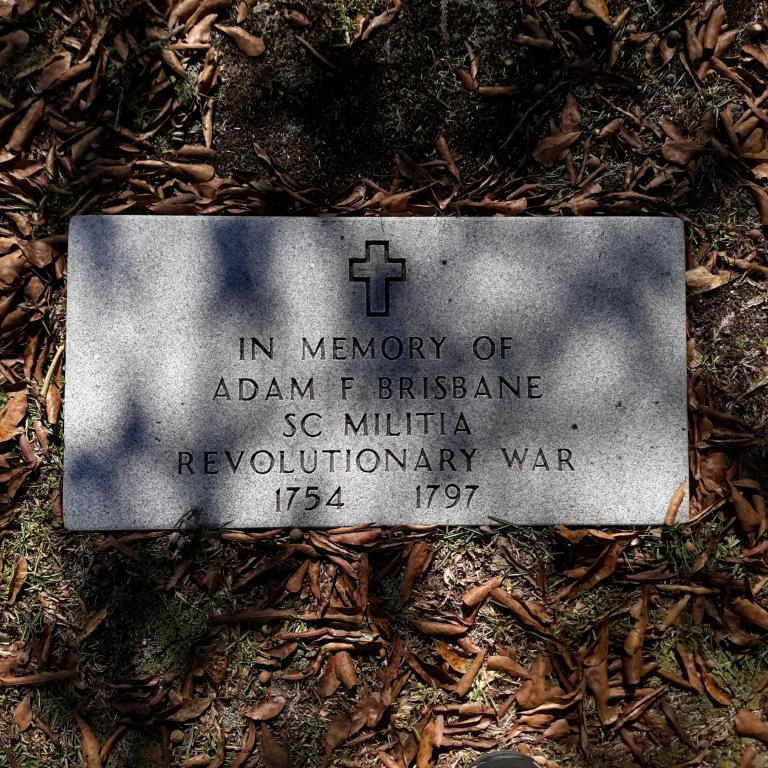 IN MEMORY OF
ADAM F BRISBANE
SC MILITIA
REVOLUTIONARY WAR
1754 1797